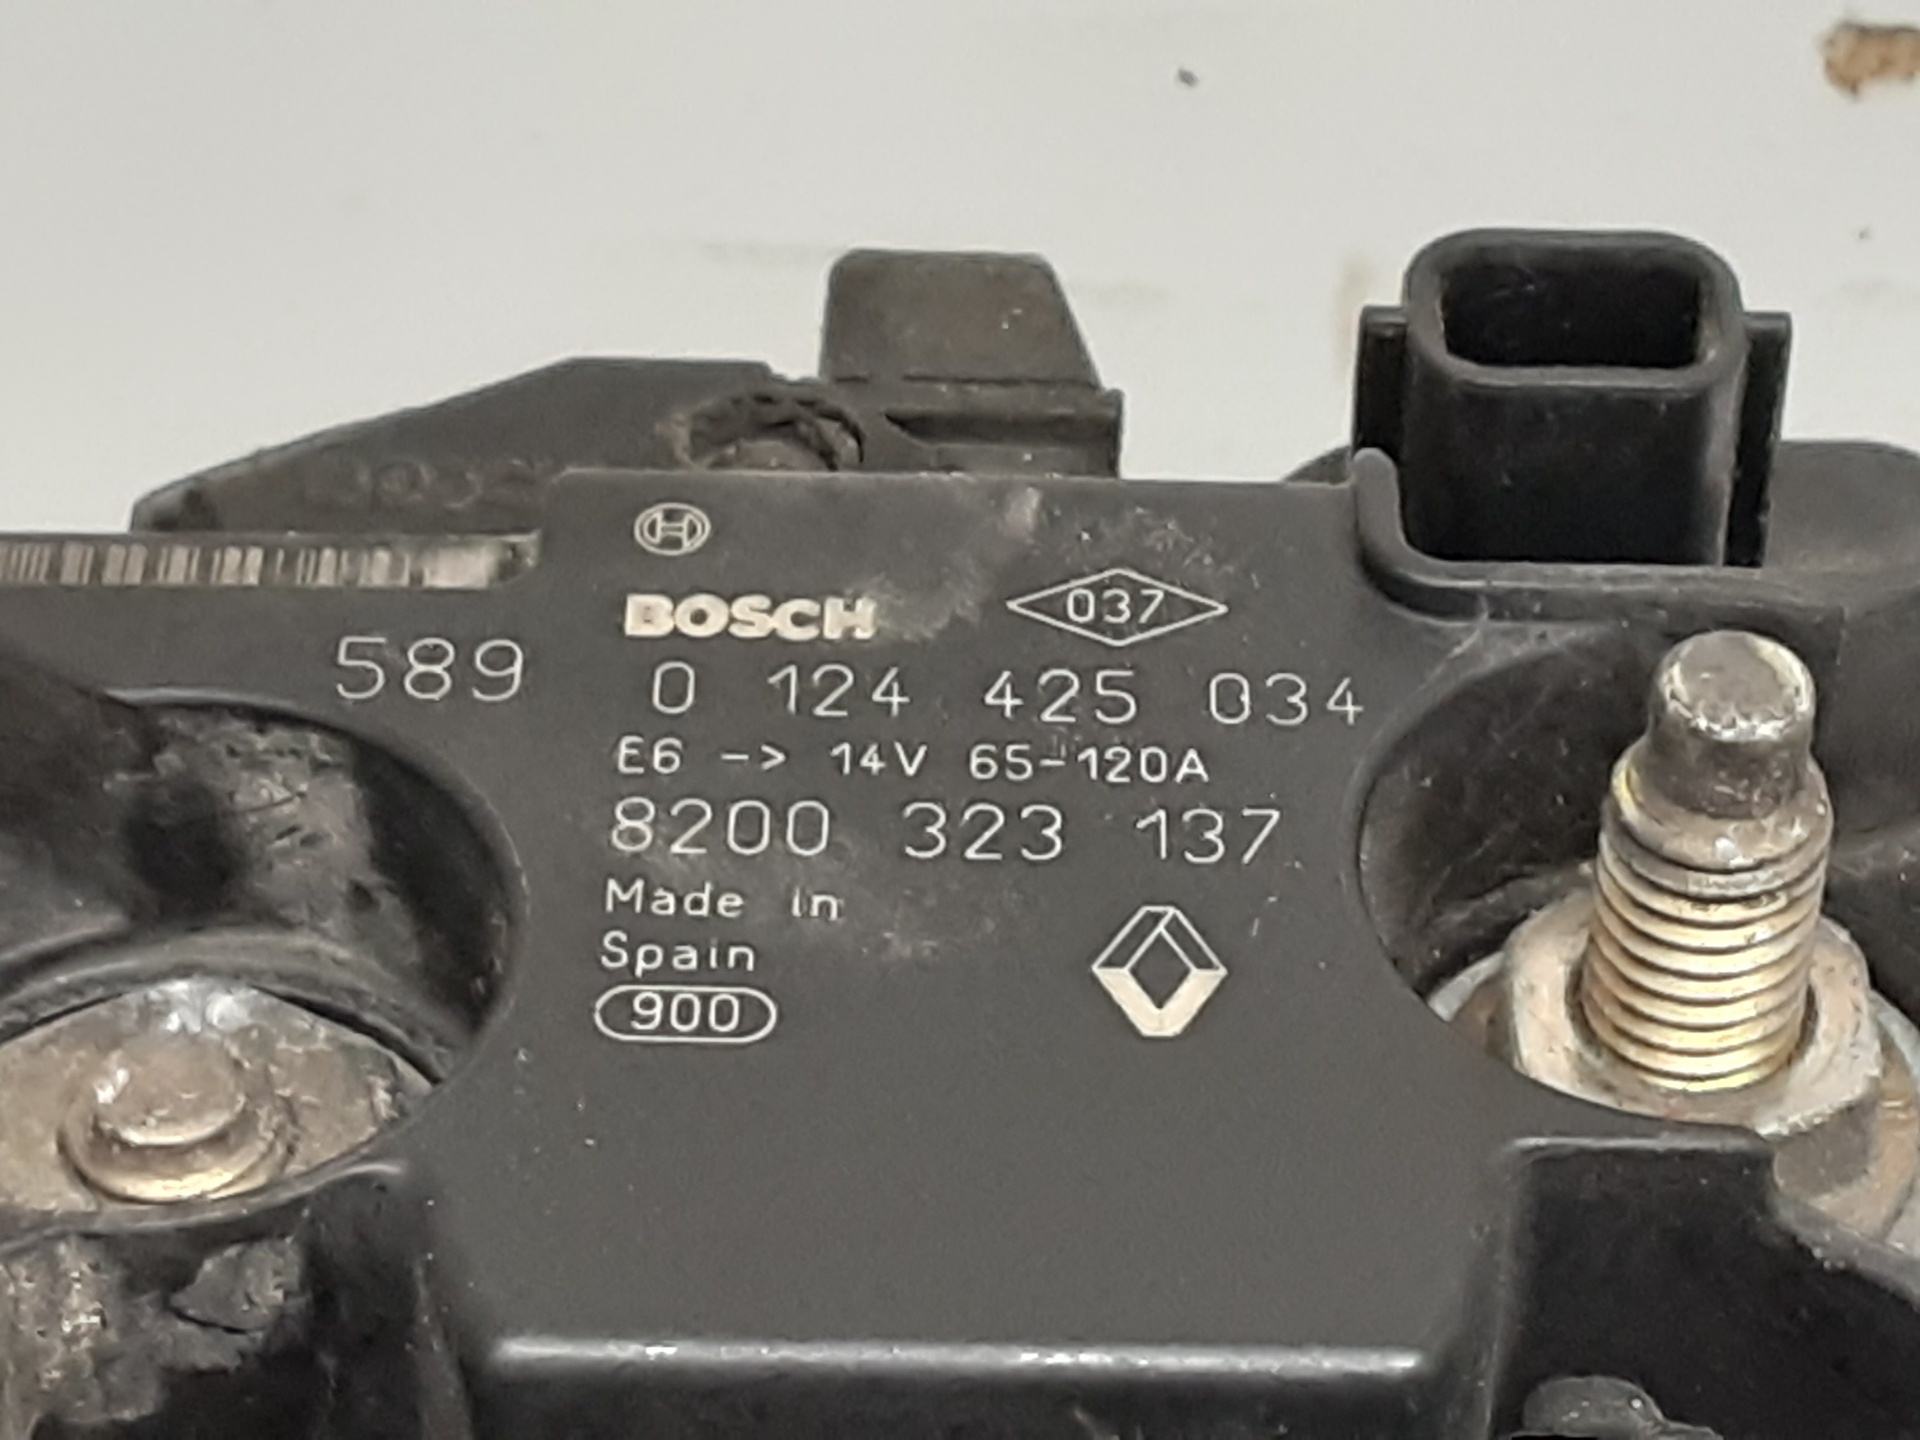 BOSCH 037
589 0 124 425 034
E6 -> 14V 65-120A
8200 323 137
Made in
Spain
900